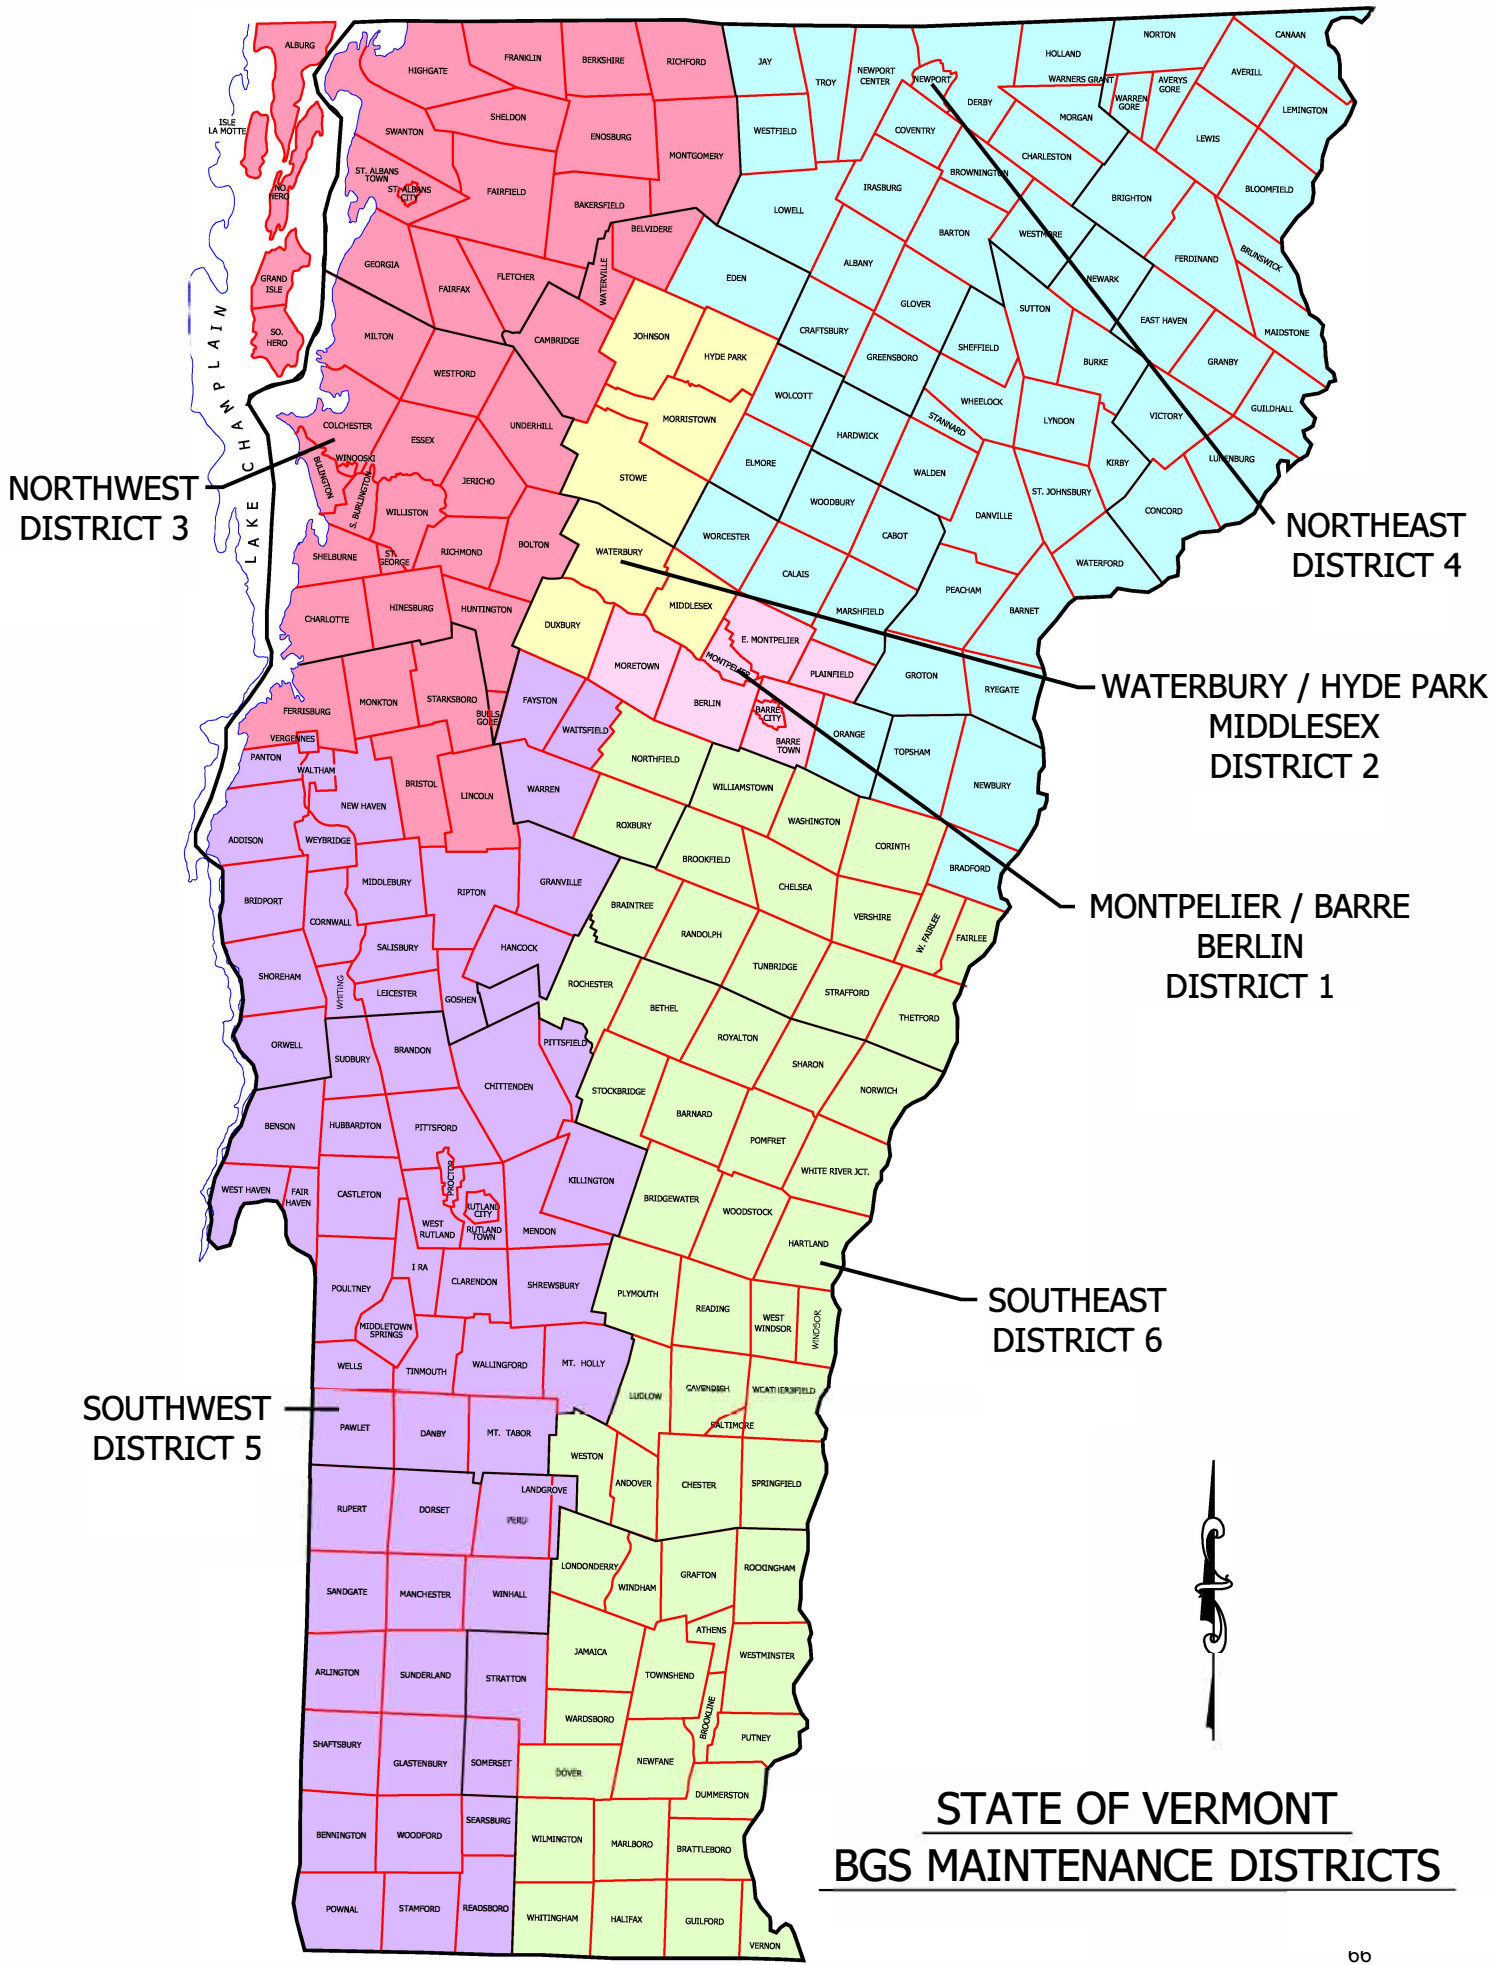 ALBURG
ISLE
LA MOTTE
NO.
HERO
GRAND
ISLE
SO.
HERO
HIGHGATE
FRANKLIN
BERKSHIRE
RICHFORD
JAY
TROY
NEWPORT
CENTER
NEWPORT
DERBY
HOLLAND
NORTON
CANAAN
WARNERS GRANT
WARREN
GORE
AVERYS
GORE
AVERILL
LEMINGTON
SWANTON
SHELDON
ENOSBURG
MONTGOMERY
WESTFIELD
COVENTRY
MORGAN
LEWIS
ST. ALBANS
TOWN
ST. ALBANS
CITY
FAIRFIELD
BAKERSFIELD
LOWELL
IRASBURG
BROWNINGTON
CHARLESTON
BRIGHTON
BLOOMFIELD
BELVIDERE
BARTON
WESTMORE
FERDINAND
BRUNSWICK
GEORGIA
FAIRFAX
FLETCHER
WATERVILLE
EDEN
ALBANY
GLOVER
SUTTON
NEWARK
EAST HAVEN
MAIDSTONE
MILTON
WESTFORD
CAMBRIDGE
JOHNSON
HYDE PARK
CRAFTSBURY
GREENSBORO
SHEFFIELD
BURKE
GRANBY
GUILDHALL
COLCHESTER
ESSEX
UNDERHILL
MORRISTOWN
WOLCOTT
HARDWICK
STANNARD
WHEELOCK
LYNDON
VICTORY
LUNENBURG
LAKE CHAMPLAIN
BULINGTON
WINOOSKI
S. BURLINGTON
WILLISTON
JERICHO
STOWE
ELMORE
WOODBURY
WALDEN
ST. JOHNSBURY
KIRBY
CONCORD
NORTHWEST
DISTRICT 3
NORTHEAST
DISTRICT 4
SHELBURNE
ST.
GEORGE
RICHMOND
BOLTON
WATERBURY
WORCESTER
CALAIS
CABOT
DANVILLE
WATERFORD
CHARLOTTE
HINESBURG
HUNTINGTON
DUXBURY
MIDDLESEX
E. MONTPELIER
MARSHFIELD
PEACHAM
BARNET
FERRISBURG
MONKTON
STARKSBORO
BUELS
GORE
FAYSTON
MORETOWN
MONTPELIER
BERLIN
PLAINFIELD
GROTON
RYEGATE
WATERBURY / HYDE PARK
MIDDLESEX
DISTRICT 2
VERGENNES
PANTON
WALTHAM
NEW HAVEN
BRISTOL
LINCOLN
WAITSFIELD
WARREN
NORTHFIELD
BARRE
CITY
BARRE
TOWN
ORANGE
TOPSHAM
NEWBURY
ADDISON
WEYBRIDGE
ROXBURY
WILLIAMSTOWN
WASHINGTON
CORINTH
BRADFORD
BRIDPORT
CORNWALL
MIDDLEBURY
RIPTON
GRANVILLE
BROOKFIELD
CHELSEA
VERSHIRE
W. FAIRLEE
FAIRLEE
MONTPELIER / BARRE
BERLIN
DISTRICT 1
SHOREHAM
WHITING
SALISBURY
LEICESTER
GOSHEN
HANCOCK
BRAINTREE
RANDOLPH
TUNBRIDGE
STRAFFORD
THETFORD
ORWELL
SUDBURY
BRANDON
CHITTENDEN
PITTSFIELD
ROCHESTER
BETHEL
ROYALTON
SHARON
NORWICH
BENSON
HUBBARDTON
PITTSFORD
STOCKBRIDGE
BARNARD
POMFRET
WHITE RIVER JCT.
WEST HAVEN
FAIR
HAVEN
CASTLETON
PROCTOR
WEST
RUTLAND
RUTLAND
CITY
RUTLAND
TOWN
MENDON
KILLINGTON
BRIDGEWATER
WOODSTOCK
HARTLAND
POULTNEY
I RA
CLARENDON
SHREWSBURY
PLYMOUTH
READING
WEST
WINDSOR
WINDSOR
SOUTHEAST
DISTRICT 6
MIDDLETOWN
SPRINGS
WELLS
TINMOUTH
WALLINGFORD
MT. HOLLY
LUDLOW
CAVENDISH
WEATHERSFIELD
BALTIMORE
SOUTHWEST
DISTRICT 5
PAWLET
DANBY
MT. TABOR
WESTON
ANDOVER
CHESTER
SPRINGFIELD
RUPERT
DORSET
PERU
LANDGROVE
LONDONDERRY
WINDHAM
GRAFTON
ROCKINGHAM
SANDGATE
MANCHESTER
WINHALL
JAMAICA
ATHENS
TOWNSHEND
WESTMINSTER
ARLINGTON
SUNDERLAND
STRATTON
WARDSBORO
BROOKLINE
PUTNEY
SHAFTSBURY
GLASTENBURY
SOMERSET
DOVER
NEWFANE
DUMMERSTON
BENNINGTON
WOODFORD
SEARSBURG
WILMINGTON
MARLBORO
BRATTLEBORO
POWNAL
STAMFORD
READSBORO
WHITINGHAM
HALIFAX
GUILFORD
VERNON
STATE OF VERMONT
BGS MAINTENANCE DISTRICTS